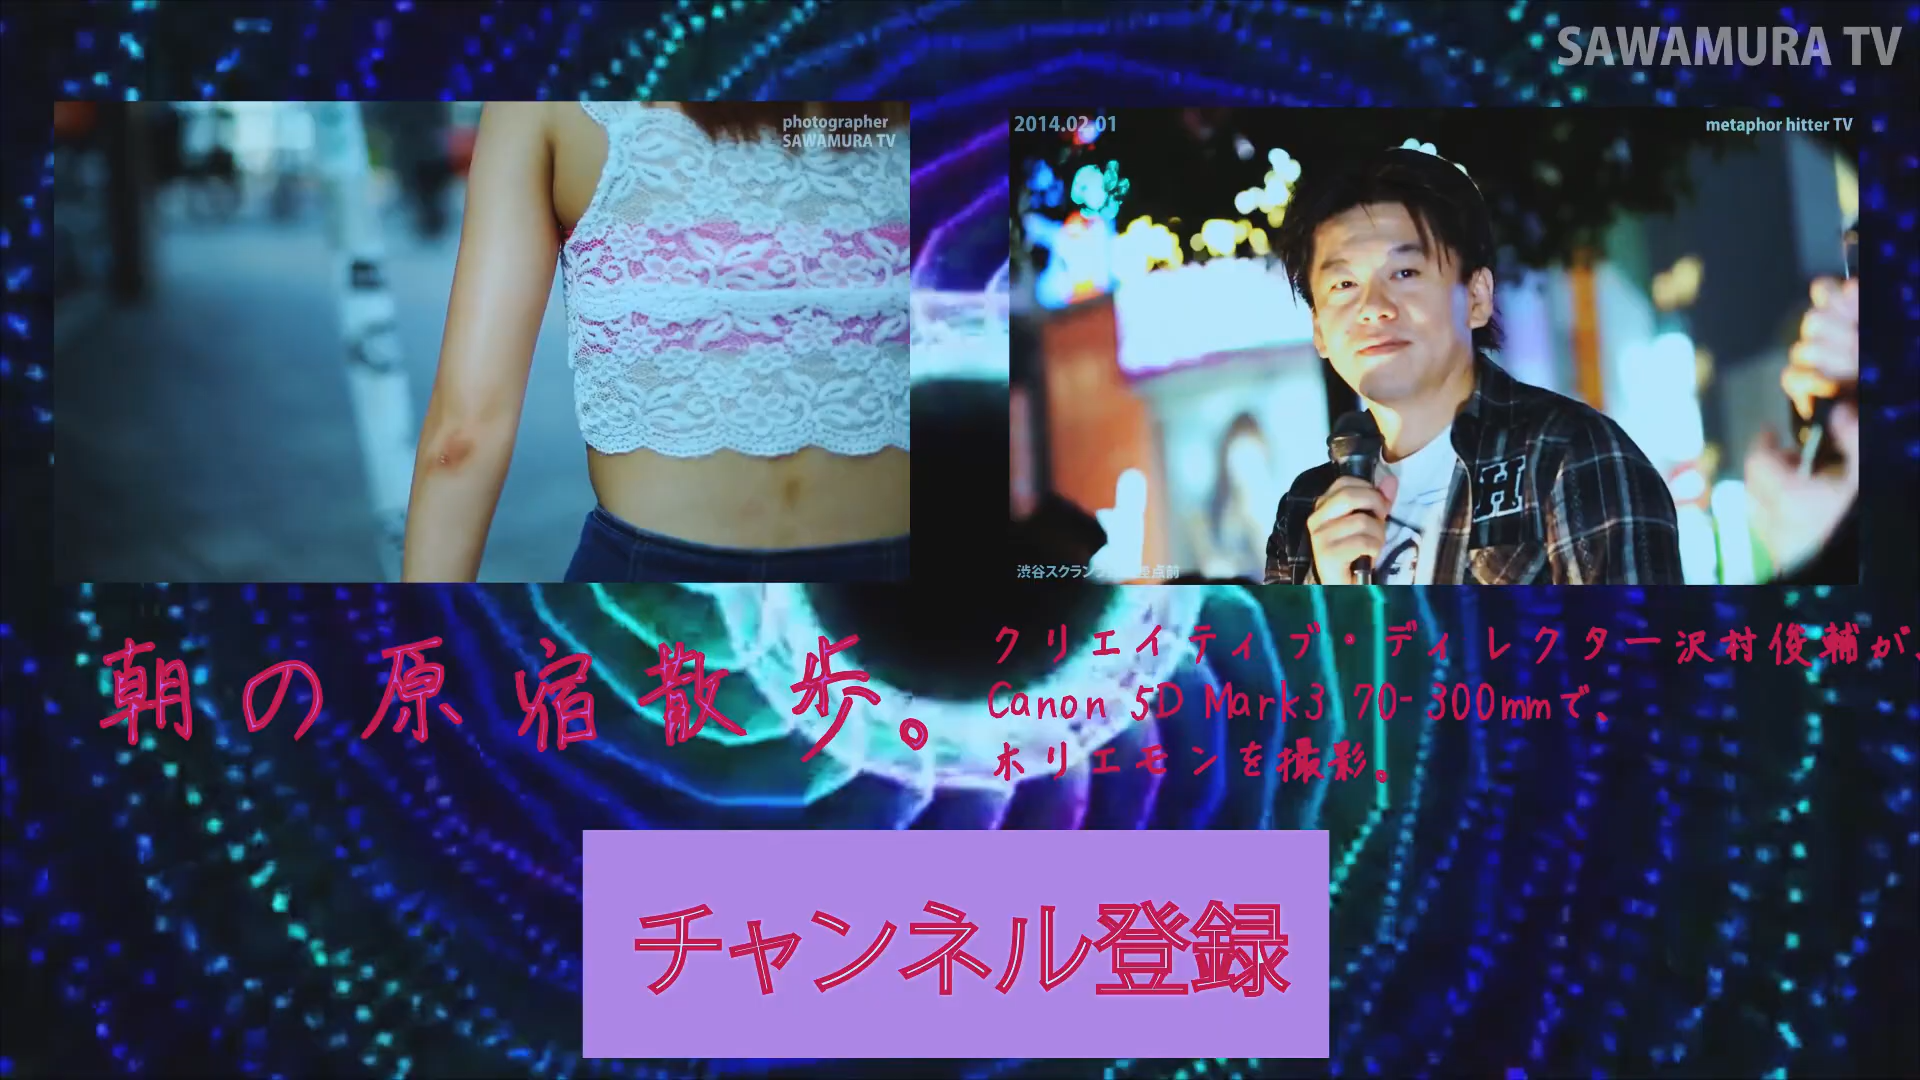 SAWAMURA TV
photographer
SAWAMURA TV
2014.02.01
metaphor hitter TV
H
渋谷スクラン
差点前
朝の原宿散歩。
クリエイティブ・ディレクター沢村俊輔が、
Canon 5D Mark3 70-300mmで、
ホリエモンを撮影。
チャンネル登録